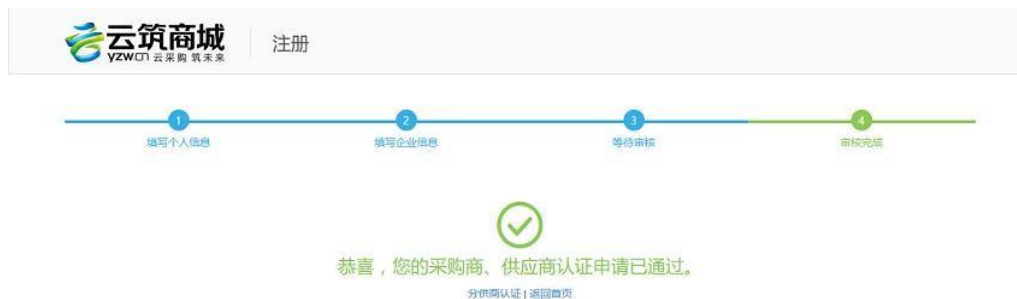 云筑商城
yzw.cn 云采购 筑未来
注册
1
2
3
4
填写个人信息
填写企业信息
等待审核
审核完成
恭喜，您的采购商、供应商认证申请已通过。
分供商认证 | 返回首页